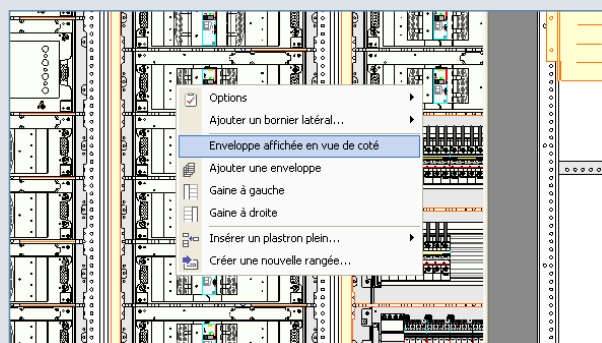 Options
Ajouter un bornier latéral...
Enveloppe affichée en vue de coté
Ajouter une enveloppe
Gaine à gauche
Gaine à droite
Insérer un plastron plein...
Créer une nouvelle rangée...